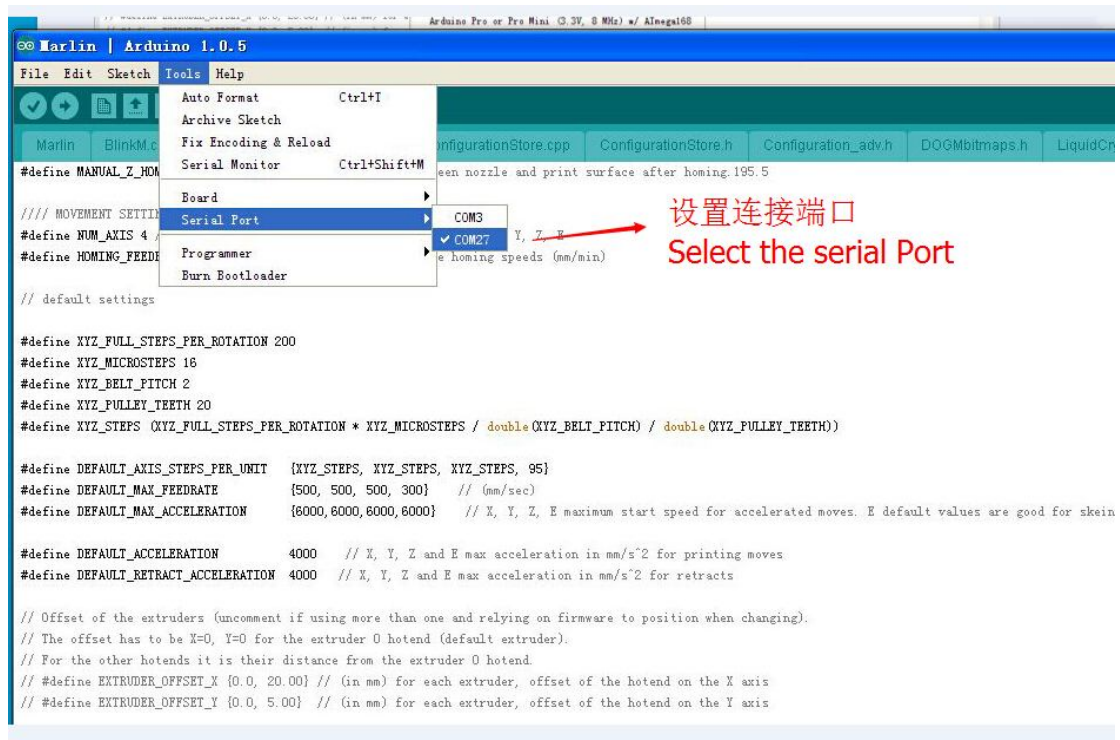 Arduino Pro or Pro Mini (3.3V, 8 MHz) w/ ATmega168
Marlin | Arduino 1.0.5
File Edit Sketch Tools Help
Auto Format Ctrl+T
Archive Sketch
Fix Encoding & Reload
Serial Monitor Ctrl+Shift+M
Board
Serial Port
Programmer
Burn Bootloader
COM3
COM27
设置连接端口
Select the serial Port
Marlin BlinkM.c onfigurationStore.cpp ConfigurationStore.h Configuration_adv.h DOGMbitmaps.h LiquidCr
#define MANUAL_Z_HOM een nozzle and print surface after homing.195.5
//// MOVEMENT SETTIN
#define NUM_AXIS 4 / Y, Z, E
#define HOMING_FEEDR e homing speeds (mm/min)
// default settings
#define XYZ_FULL_STEPS_PER_ROTATION 200
#define XYZ_MICROSTEPS 16
#define XYZ_BELT_PITCH 2
#define XYZ_PULLEY_TEETH 20
#define XYZ_STEPS (XYZ_FULL_STEPS_PER_ROTATION * XYZ_MICROSTEPS / double(XYZ_BELT_PITCH) / double(XYZ_PULLEY_TEETH))
#define DEFAULT_AXIS_STEPS_PER_UNIT {XYZ_STEPS, XYZ_STEPS, XYZ_STEPS, 95}
#define DEFAULT_MAX_FEEDRATE {500, 500, 500, 300} // (mm/sec)
#define DEFAULT_MAX_ACCELERATION {6000,6000,6000,6000} // X, Y, Z, E maximum start speed for accelerated moves. E default values are good for skein
#define DEFAULT_ACCELERATION 4000 // X, Y, Z and E max acceleration in mm/s^2 for printing moves
#define DEFAULT_RETRACT_ACCELERATION 4000 // X, Y, Z and E max acceleration in mm/s^2 for retracts
// Offset of the extruders (uncomment if using more than one and relying on firmware to position when changing).
// The offset has to be X=0, Y=0 for the extruder 0 hotend (default extruder).
// For the other hotends it is their distance from the extruder 0 hotend.
// #define EXTRUDER_OFFSET_X {0.0, 20.00} // (in mm) for each extruder, offset of the hotend on the X axis
// #define EXTRUDER_OFFSET_Y {0.0, 5.00} // (in mm) for each extruder, offset of the hotend on the Y axis